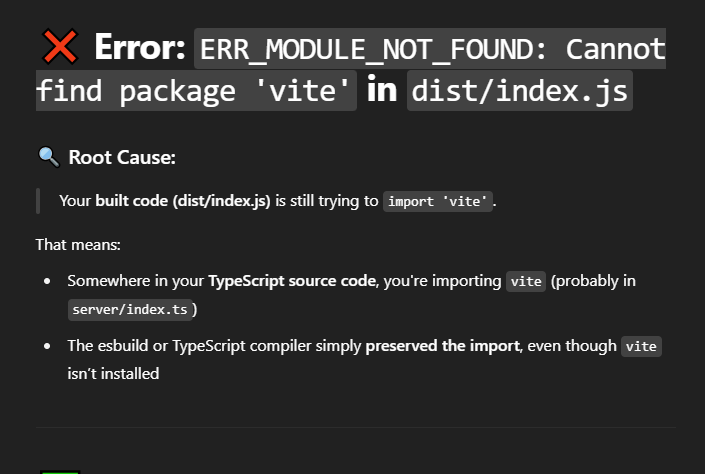 ❌ Error: ERR_MODULE_NOT_FOUND: Cannot
find package 'vite' in dist/index.js
🔍 Root Cause:
Your built code (dist/index.js) is still trying to import 'vite'.
That means:
• Somewhere in your TypeScript source code, you're importing vite (probably in
server/index.ts)
• The esbuild or TypeScript compiler simply preserved the import, even though vite
isn’t installed